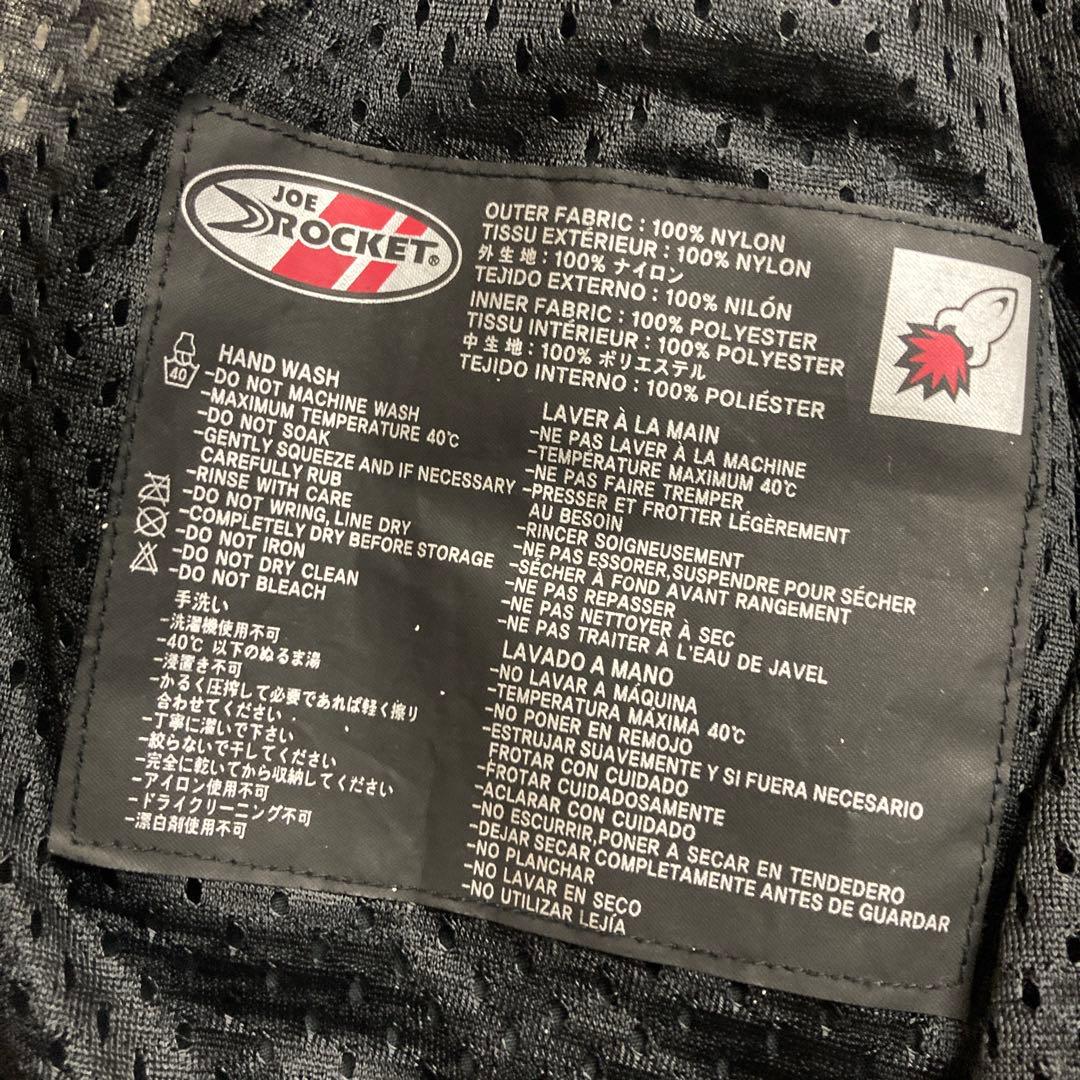 JOE
ROCKET®
OUTER FABRIC : 100% NYLON
TISSU EXTÉRIEUR : 100% NYLON
外生地: 100% ナイロン
TEJIDO EXTERNO : 100% NILÓN
INNER FABRIC : 100% POLYESTER
TISSU INTÉRIEUR : 100% POLYESTER
中生地: 100% ポリエステル
TEJIDO INTERNO : 100% POLIÉSTER
40
HAND WASH
-DO NOT MACHINE WASH
-MAXIMUM TEMPERATURE 40℃
-DO NOT SOAK
-GENTLY SQUEEZE AND IF NECESSARY
CAREFULLY RUB
-RINSE WITH CARE
-DO NOT WRING, LINE DRY
-COMPLETELY DRY BEFORE STORAGE
-DO NOT IRON
-DO NOT DRY CLEAN
-DO NOT BLEACH
手洗い
-洗濯機使用不可
-40℃ 以下のぬるま湯
-浸置き不可
-かるく圧搾して必要であれば軽く擦り
合わせてください
-丁寧に濯いで下さい
-絞らないで干してください
-完全に乾いてから収納してください
-アイロン使用不可
-ドライクリーニング不可
-漂白剤使用不可
LAVER À LA MAIN
-NE PAS LAVER À LA MACHINE
-TEMPÉRATURE MAXIMUM 40℃
-NE PAS FAIRE TREMPER
-PRESSER ET FROTTER LÉGÈREMENT
AU BESOIN
-RINCER SOIGNEUSEMENT
-NE PAS ESSORER, SUSPENDRE POUR SÉCHER
-SÉCHER À FOND AVANT RANGEMENT
-NE PAS REPASSER
-NE PAS NETTOYER À SEC
-NE PAS TRAITER À L'EAU DE JAVEL
LAVADO A MANO
-NO LAVAR A MÁQUINA
-TEMPERATURA MÁXIMA 40℃
-NO PONER EN REMOJO
-ESTRUJAR SUAVEMENTE Y SI FUERA NECESARIO
FROTAR CON CUIDADO
-FROTAR CUIDADOSAMENTE
-ACLARAR CON CUIDADO
-NO ESCURRIR, PONER A SECAR EN TENDEDERO
-DEJAR SECAR COMPLETAMENTE ANTES DE GUARDAR
-NO PLANCHAR
-NO LAVAR EN SECO
-NO UTILIZAR LEJÍA